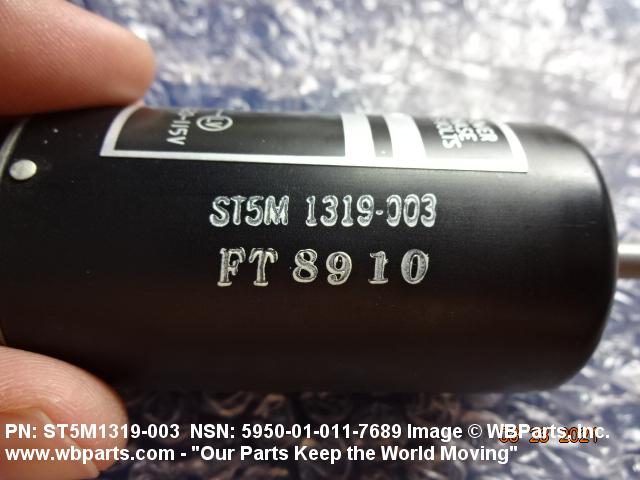 115V
ST5M 1319-003
FT 8910
PN: ST5M1319-003 NSN: 5950-01-011-7689 Image © WBParts, Inc.
www.wbparts.com - "Our Parts Keep the World Moving"